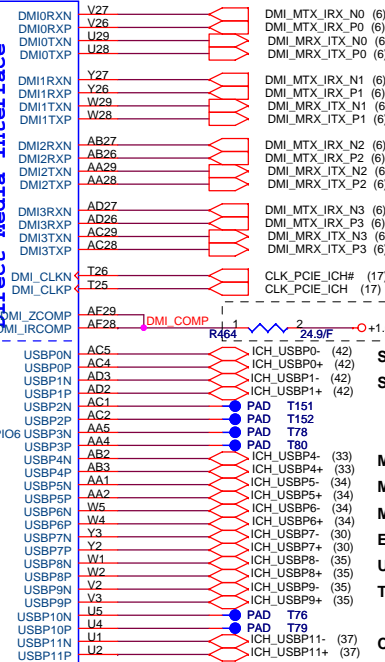 Direct Media Interface
DMI0RXN V27 DMI_MTX_IRX_N0 (6)
DMI0RXP V26 DMI_MTX_IRX_P0 (6)
DMI0TXN U29 DMI_MRX_ITX_N0 (6)
DMI0TXP U28 DMI_MRX_ITX_P0 (6)
DMI1RXN Y27 DMI_MTX_IRX_N1 (6)
DMI1RXP Y26 DMI_MTX_IRX_P1 (6)
DMI1TXN W29 DMI_MRX_ITX_N1 (6)
DMI1TXP W28 DMI_MRX_ITX_P1 (6)
DMI2RXN AB27 DMI_MTX_IRX_N2 (6)
DMI2RXP AB26 DMI_MTX_IRX_P2 (6)
DMI2TXN AA29 DMI_MRX_ITX_N2 (6)
DMI2TXP AA28 DMI_MRX_ITX_P2 (6)
DMI3RXN AD27 DMI_MTX_IRX_N3 (6)
DMI3RXP AD26 DMI_MTX_IRX_P3 (6)
DMI3TXN AC29 DMI_MRX_ITX_N3 (6)
DMI3TXP AC28 DMI_MRX_ITX_P3 (6)
DMI_CLKN T26 CLK_PCIE_ICH# (17)
DMI_CLKP T25 CLK_PCIE_ICH (17)
DMI_ZCOMP AF29
DMI_IRCOMP AF28 DMI_COMP R464 1 2 24.9/F +1.
USBP0N AC5 ICH_USBP0- (42) S
USBP0P AC4 ICH_USBP0+ (42)
USBP1N AD3 ICH_USBP1- (42) S
USBP1P AD2 ICH_USBP1+ (42)
USBP2N AC1 PAD T151
USBP2P AC2 PAD T152
PIO6 USBP3N AA5 PAD T78
USBP3P AA4 PAD T80
USBP4N AB2 ICH_USBP4- (33) M
USBP4P AB3 ICH_USBP4+ (33)
USBP5N AA1 ICH_USBP5- (34) M
USBP5P AA2 ICH_USBP5+ (34)
USBP6N W5 ICH_USBP6- (34) M
USBP6P W4 ICH_USBP6+ (34)
USBP7N Y3 ICH_USBP7- (30) E
USBP7P Y2 ICH_USBP7+ (30)
USBP8N W1 ICH_USBP8- (35) U
USBP8P W2 ICH_USBP8+ (35)
USBP9N V2 ICH_USBP9- (35) T
USBP9P V3 ICH_USBP9+ (35)
USBP10N U5 PAD T76
USBP10P U4 PAD T79
USBP11N U1 ICH_USBP11- (37) C
USBP11P U2 ICH_USBP11+ (37)